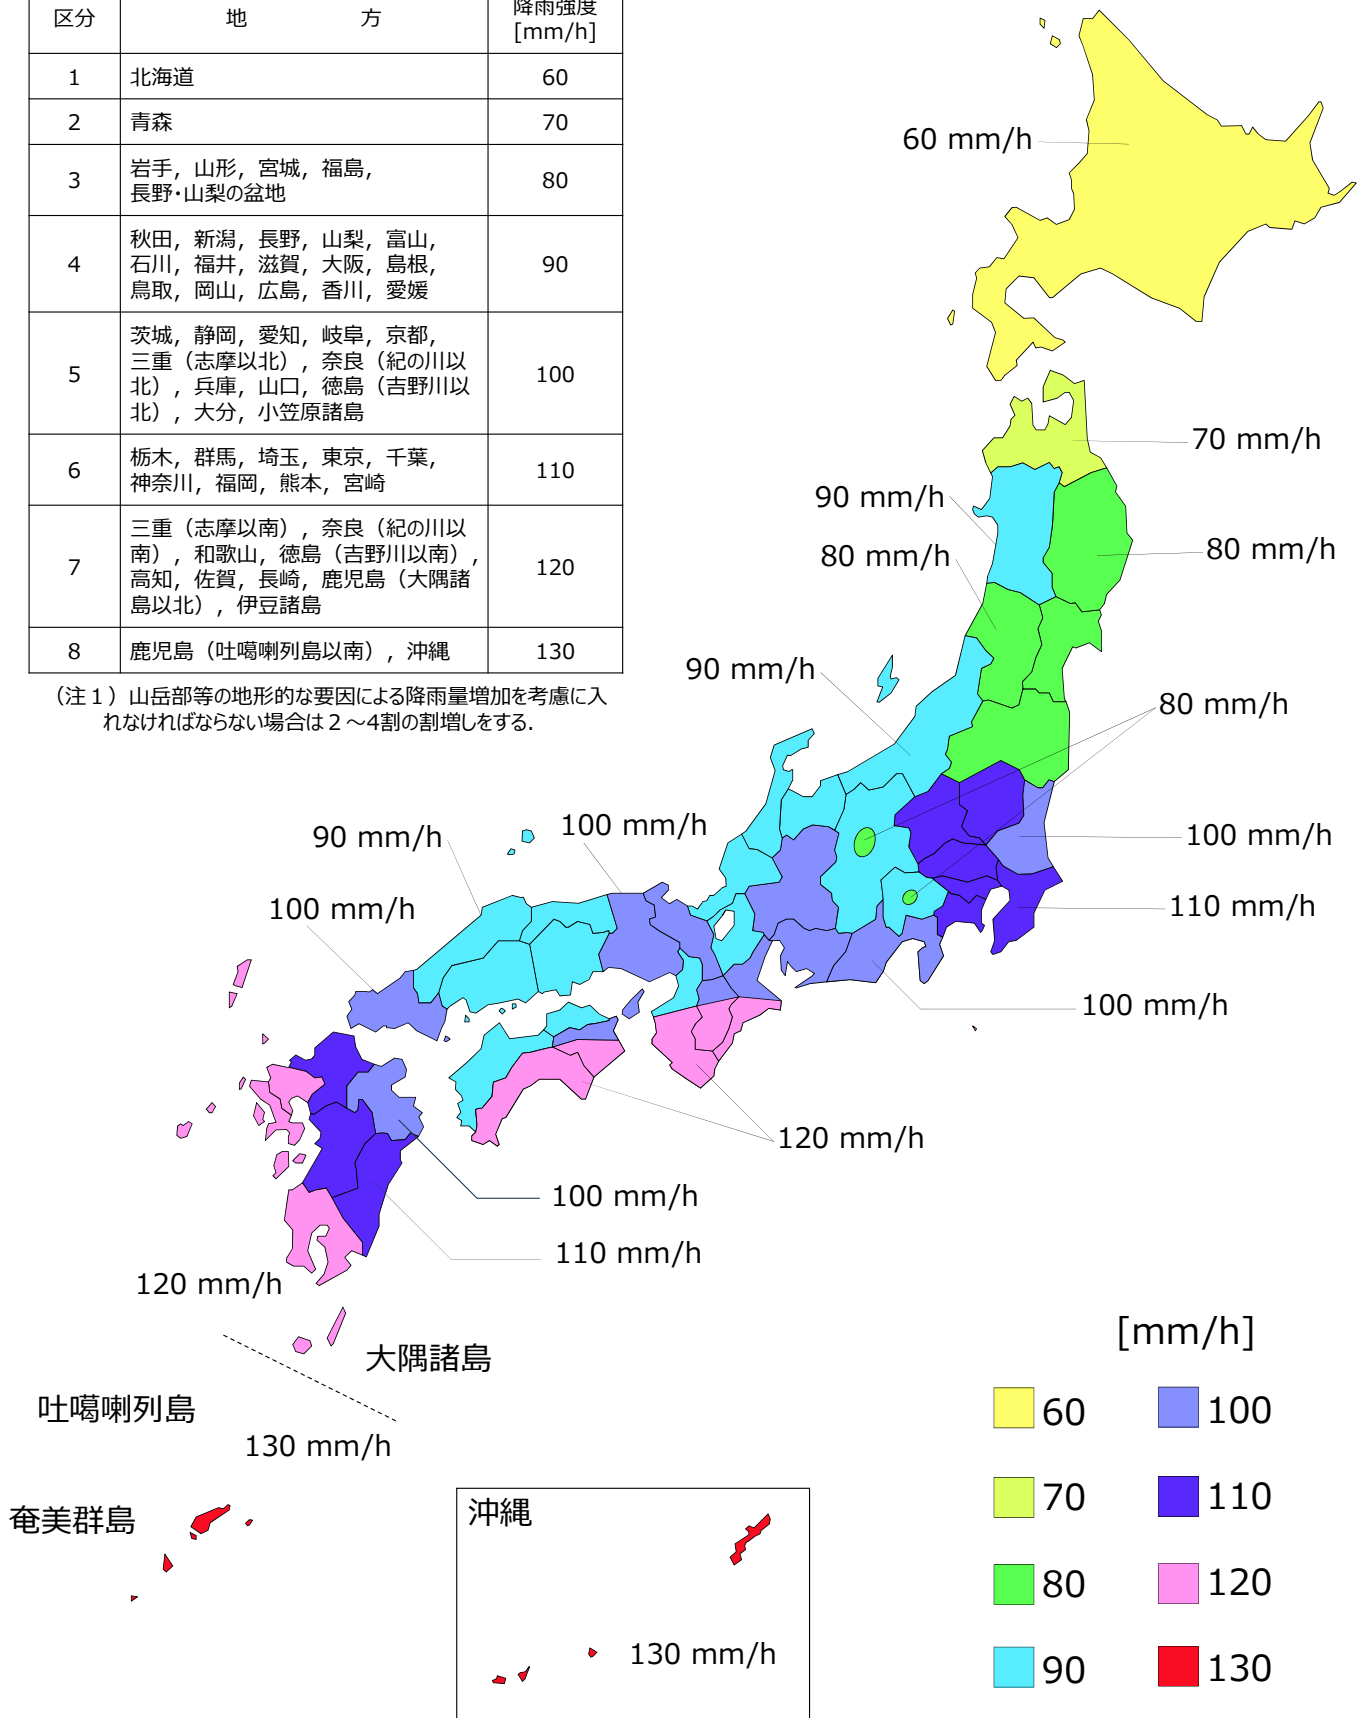 区分 地 方 降雨強度
[mm/h]
1 北海道 60
2 青森 70
3 岩手，山形，宮城，福島，
長野・山梨の盆地 80
4 秋田，新潟，長野，山梨，富山，
石川，福井，滋賀，大阪，島根，
鳥取，岡山，広島，香川，愛媛 90
5 茨城，静岡，愛知，岐阜，京都，
三重（志摩以北），奈良（紀の川以
北），兵庫，山口，徳島（吉野川以
北），大分，小笠原諸島 100
6 栃木，群馬，埼玉，東京，千葉，
神奈川，福岡，熊本，宮崎 110
7 三重（志摩以南），奈良（紀の川以
南），和歌山，徳島（吉野川以南），
高知，佐賀，長崎，鹿児島（大隅諸
島以北），伊豆諸島 120
8 鹿児島（吐噶喇列島以南），沖縄 130
（注１）山岳部等の地形的な要因による降雨量増加を考慮に入
れなければならない場合は２～4割の割増しをする.
60 mm/h
70 mm/h
90 mm/h
80 mm/h
80 mm/h
90 mm/h
80 mm/h
100 mm/h
90 mm/h
100 mm/h
100 mm/h
110 mm/h
100 mm/h
120 mm/h
100 mm/h
110 mm/h
120 mm/h
大隅諸島
吐噶喇列島
130 mm/h
奄美群島
沖縄
130 mm/h
[mm/h]
60 100
70 110
80 120
90 130